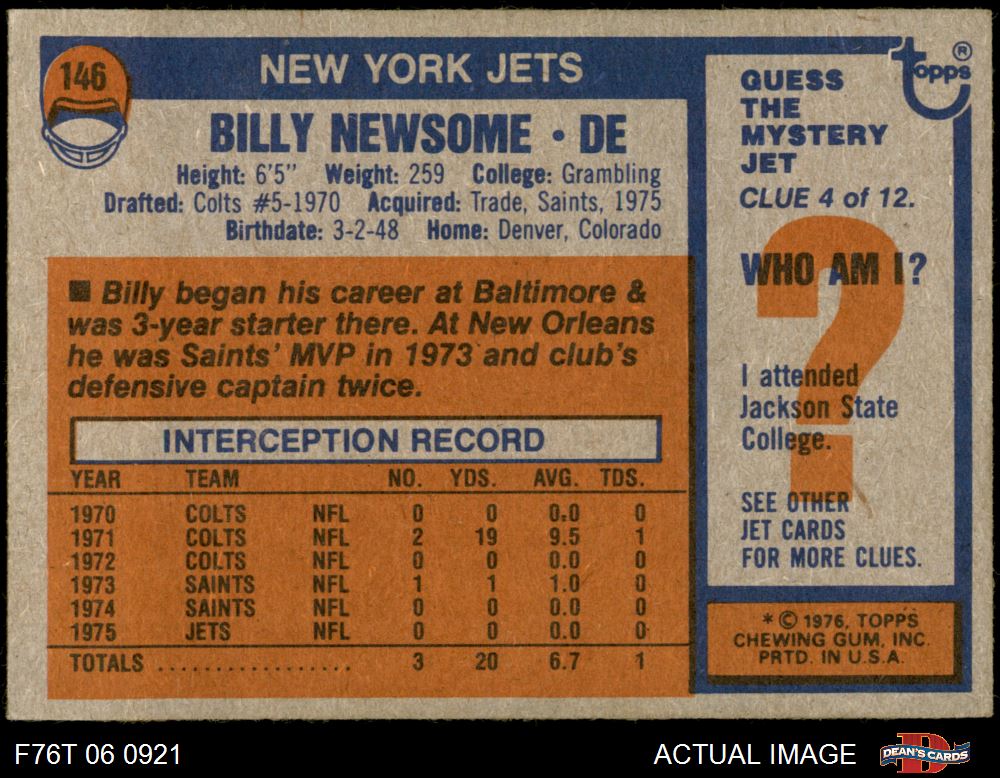 146
NEW YORK JETS
BILLY NEWSOME • DE
Height: 6'5" Weight: 259 College: Grambling
Drafted: Colts #5-1970 Acquired: Trade, Saints, 1975
Birthdate: 3-2-48 Home: Denver, Colorado
■ Billy began his career at Baltimore &
was 3-year starter there. At New Orleans
he was Saints' MVP in 1973 and club's
defensive captain twice.
INTERCEPTION RECORD
YEAR TEAM NO. YDS. AVG. TDS.
1970 COLTS NFL 0 0 0.0 0
1971 COLTS NFL 2 19 9.5 1
1972 COLTS NFL 0 0 0.0 0
1973 SAINTS NFL 1 1 1.0 0
1974 SAINTS NFL 0 0 0.0 0
1975 JETS NFL 0 0 0.0 0
TOTALS .................. 3 20 6.7 1
topps®
GUESS
THE
MYSTERY
JET
CLUE 4 of 12.
?
WHO AM I?
I attended
Jackson State
College.
SEE OTHER
JET CARDS
FOR MORE CLUES.
* © 1976, TOPPS
CHEWING GUM, INC.
PRTD. IN U.S.A.
F76T 06 0921
ACTUAL IMAGE
DEAN'S CARDS